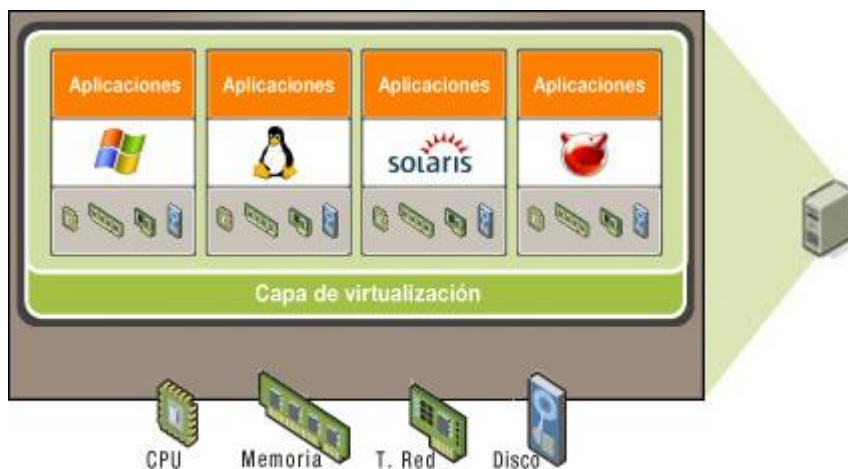 Aplicaciones
Aplicaciones
Aplicaciones
Aplicaciones
solaris
Capa de virtualización
CPU
Memoria
T. Red
Disco